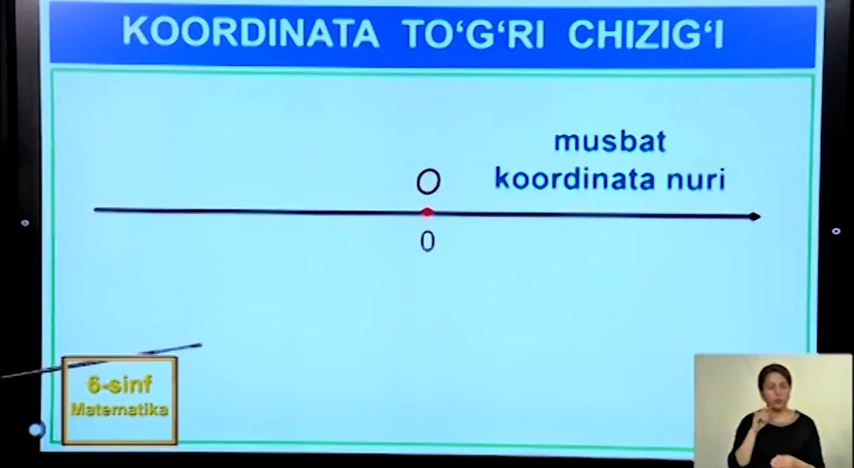 KOORDINATA TO‘G‘RI CHIZIG‘I
musbat
koordinata nuri
O
0
6-sinf
Matematika